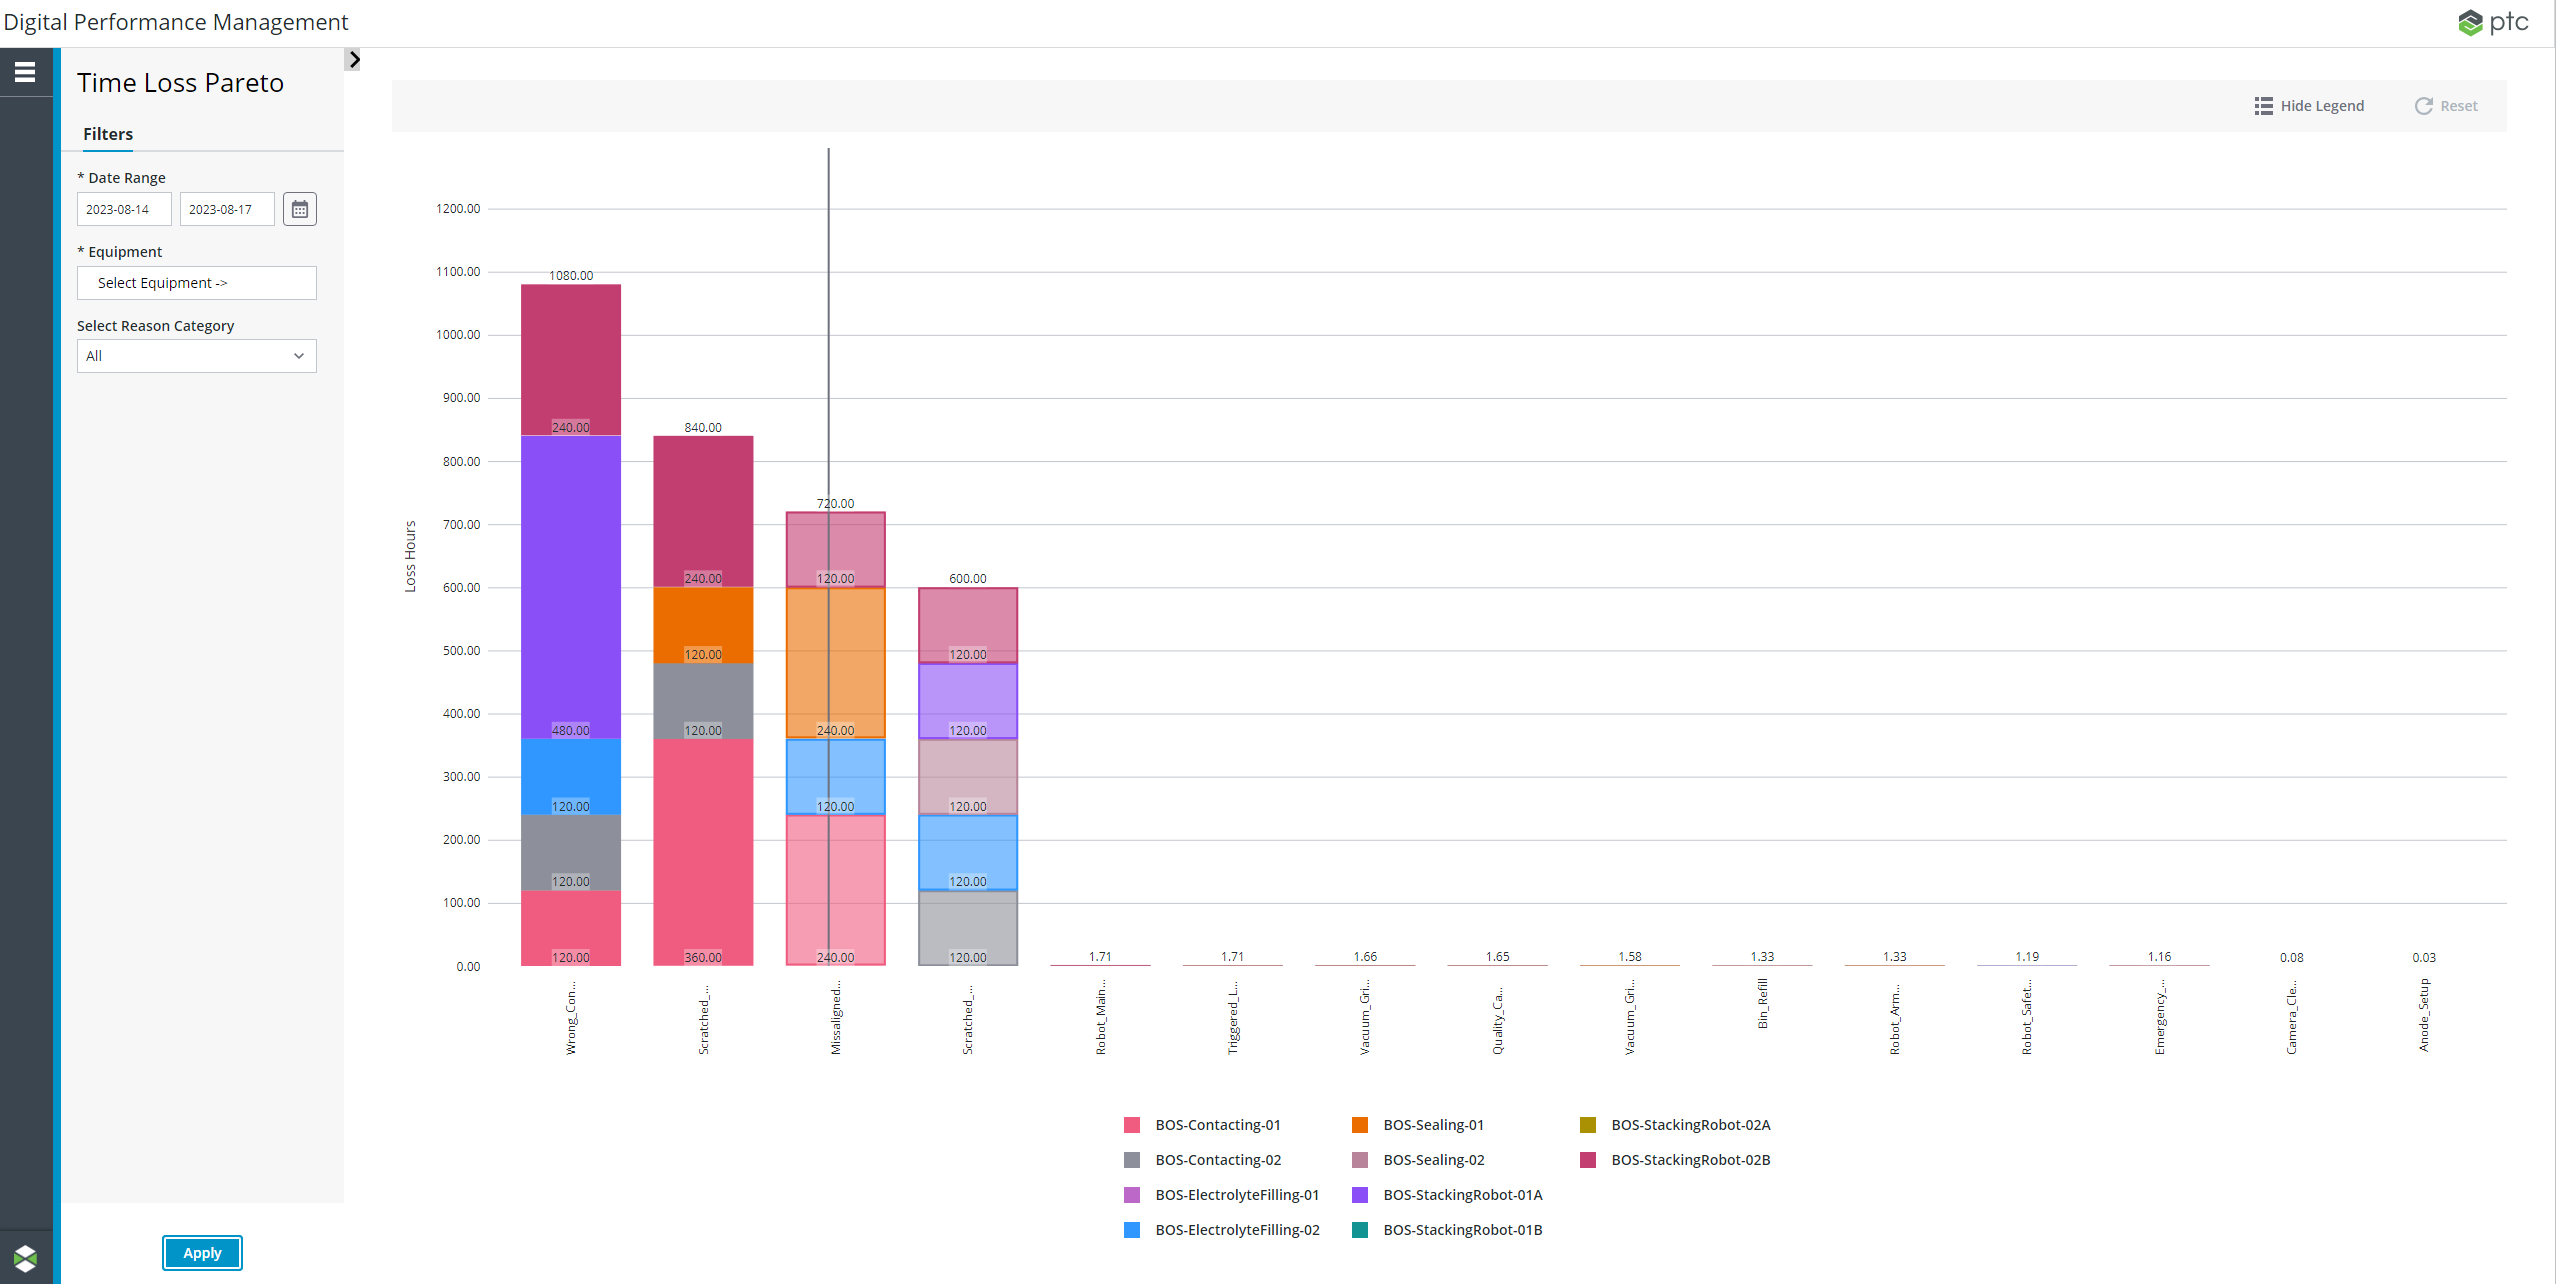 Digital Performance Management
ptc
Time Loss Pareto
Filters
* Date Range
2023-08-14 2023-08-17
* Equipment
Select Equipment ->
Select Reason Category
All
Apply
Hide Legend Reset
Loss Hours
1200.00
1100.00
1000.00
900.00
800.00
700.00
600.00
500.00
400.00
300.00
200.00
100.00
0.00
1080.00
240.00
480.00
120.00
120.00
120.00
840.00
240.00
120.00
120.00
360.00
720.00
120.00
240.00
120.00
240.00
600.00
120.00
120.00
120.00
120.00
120.00
1.71
1.71
1.66
1.65
1.58
1.33
1.33
1.19
1.16
0.08
0.03
Wrong_Con...
Scratched_...
Missaligned...
Scratched_...
Robot_Main...
Triggered_L...
Vacuum_Gri...
Quality_Ca...
Vacuum_Gri...
Bin_Refill
Robot_Arm...
Robot_Safet...
Emergency_...
Camera_Cle...
Anode_Setup
BOS-Contacting-01
BOS-Contacting-02
BOS-ElectrolyteFilling-01
BOS-ElectrolyteFilling-02
BOS-Sealing-01
BOS-Sealing-02
BOS-StackingRobot-01A
BOS-StackingRobot-01B
BOS-StackingRobot-02A
BOS-StackingRobot-02B